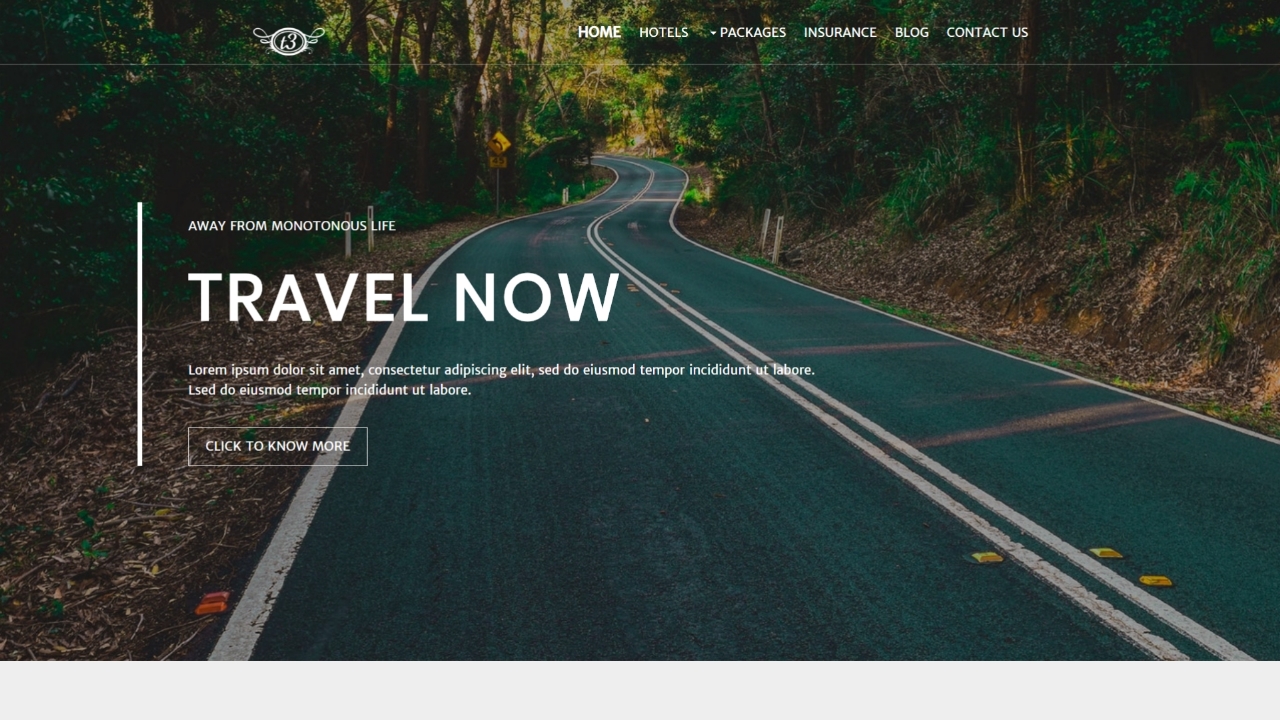 t3
HOME HOTELS PACKAGES INSURANCE BLOG CONTACT US
AWAY FROM MONOTONOUS LIFE
TRAVEL NOW
Lorem ipsum dolor sit amet, consectetur adipiscing elit, sed do eiusmod tempor incididunt ut labore.
Lsed do eiusmod tempor incididunt ut labore.
CLICK TO KNOW MORE